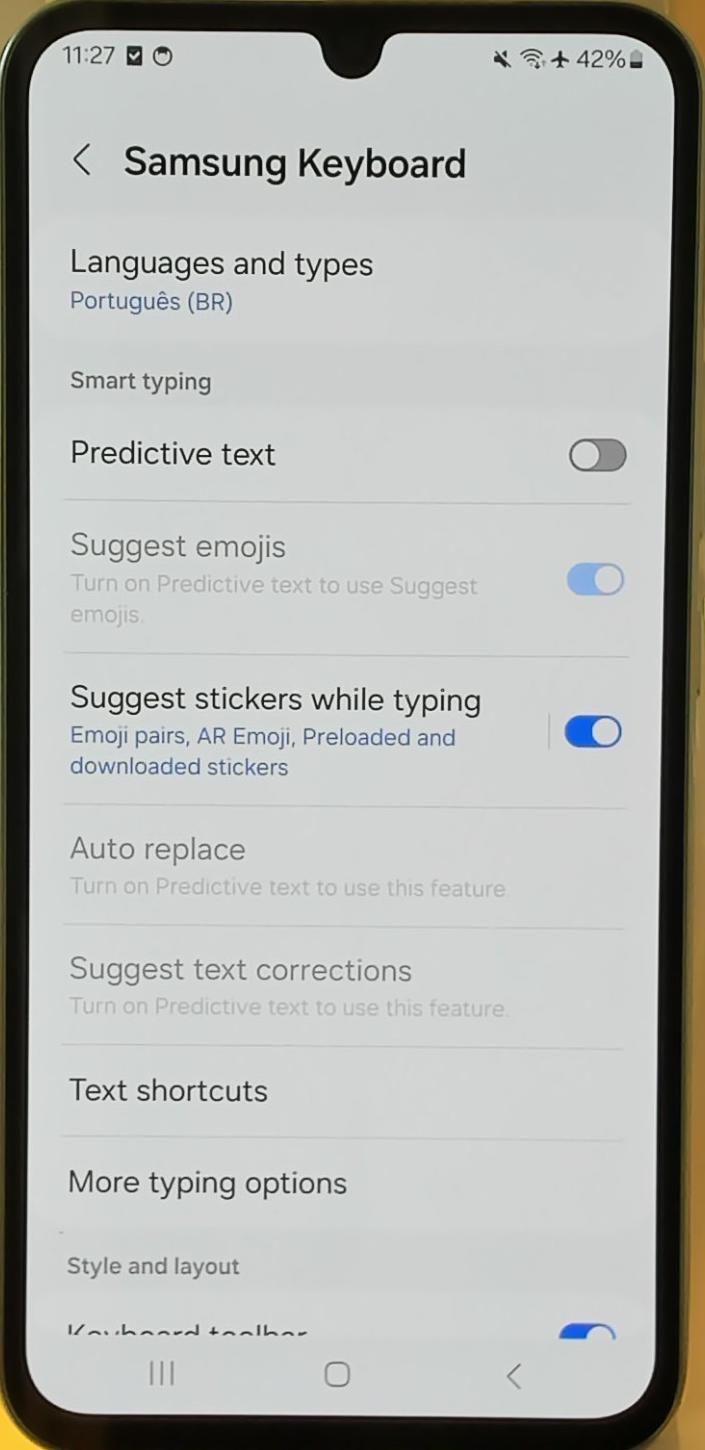 11:27
42%
Samsung Keyboard
Languages and types
Português (BR)
Smart typing
Predictive text
Suggest emojis
Turn on Predictive text to use Suggest
emojis.
Suggest stickers while typing
Emoji pairs, AR Emoji, Preloaded and
downloaded stickers
Auto replace
Turn on Predictive text to use this feature
Suggest text corrections
Turn on Predictive text to use this feature.
Text shortcuts
More typing options
Style and layout
Keyboard toolbar